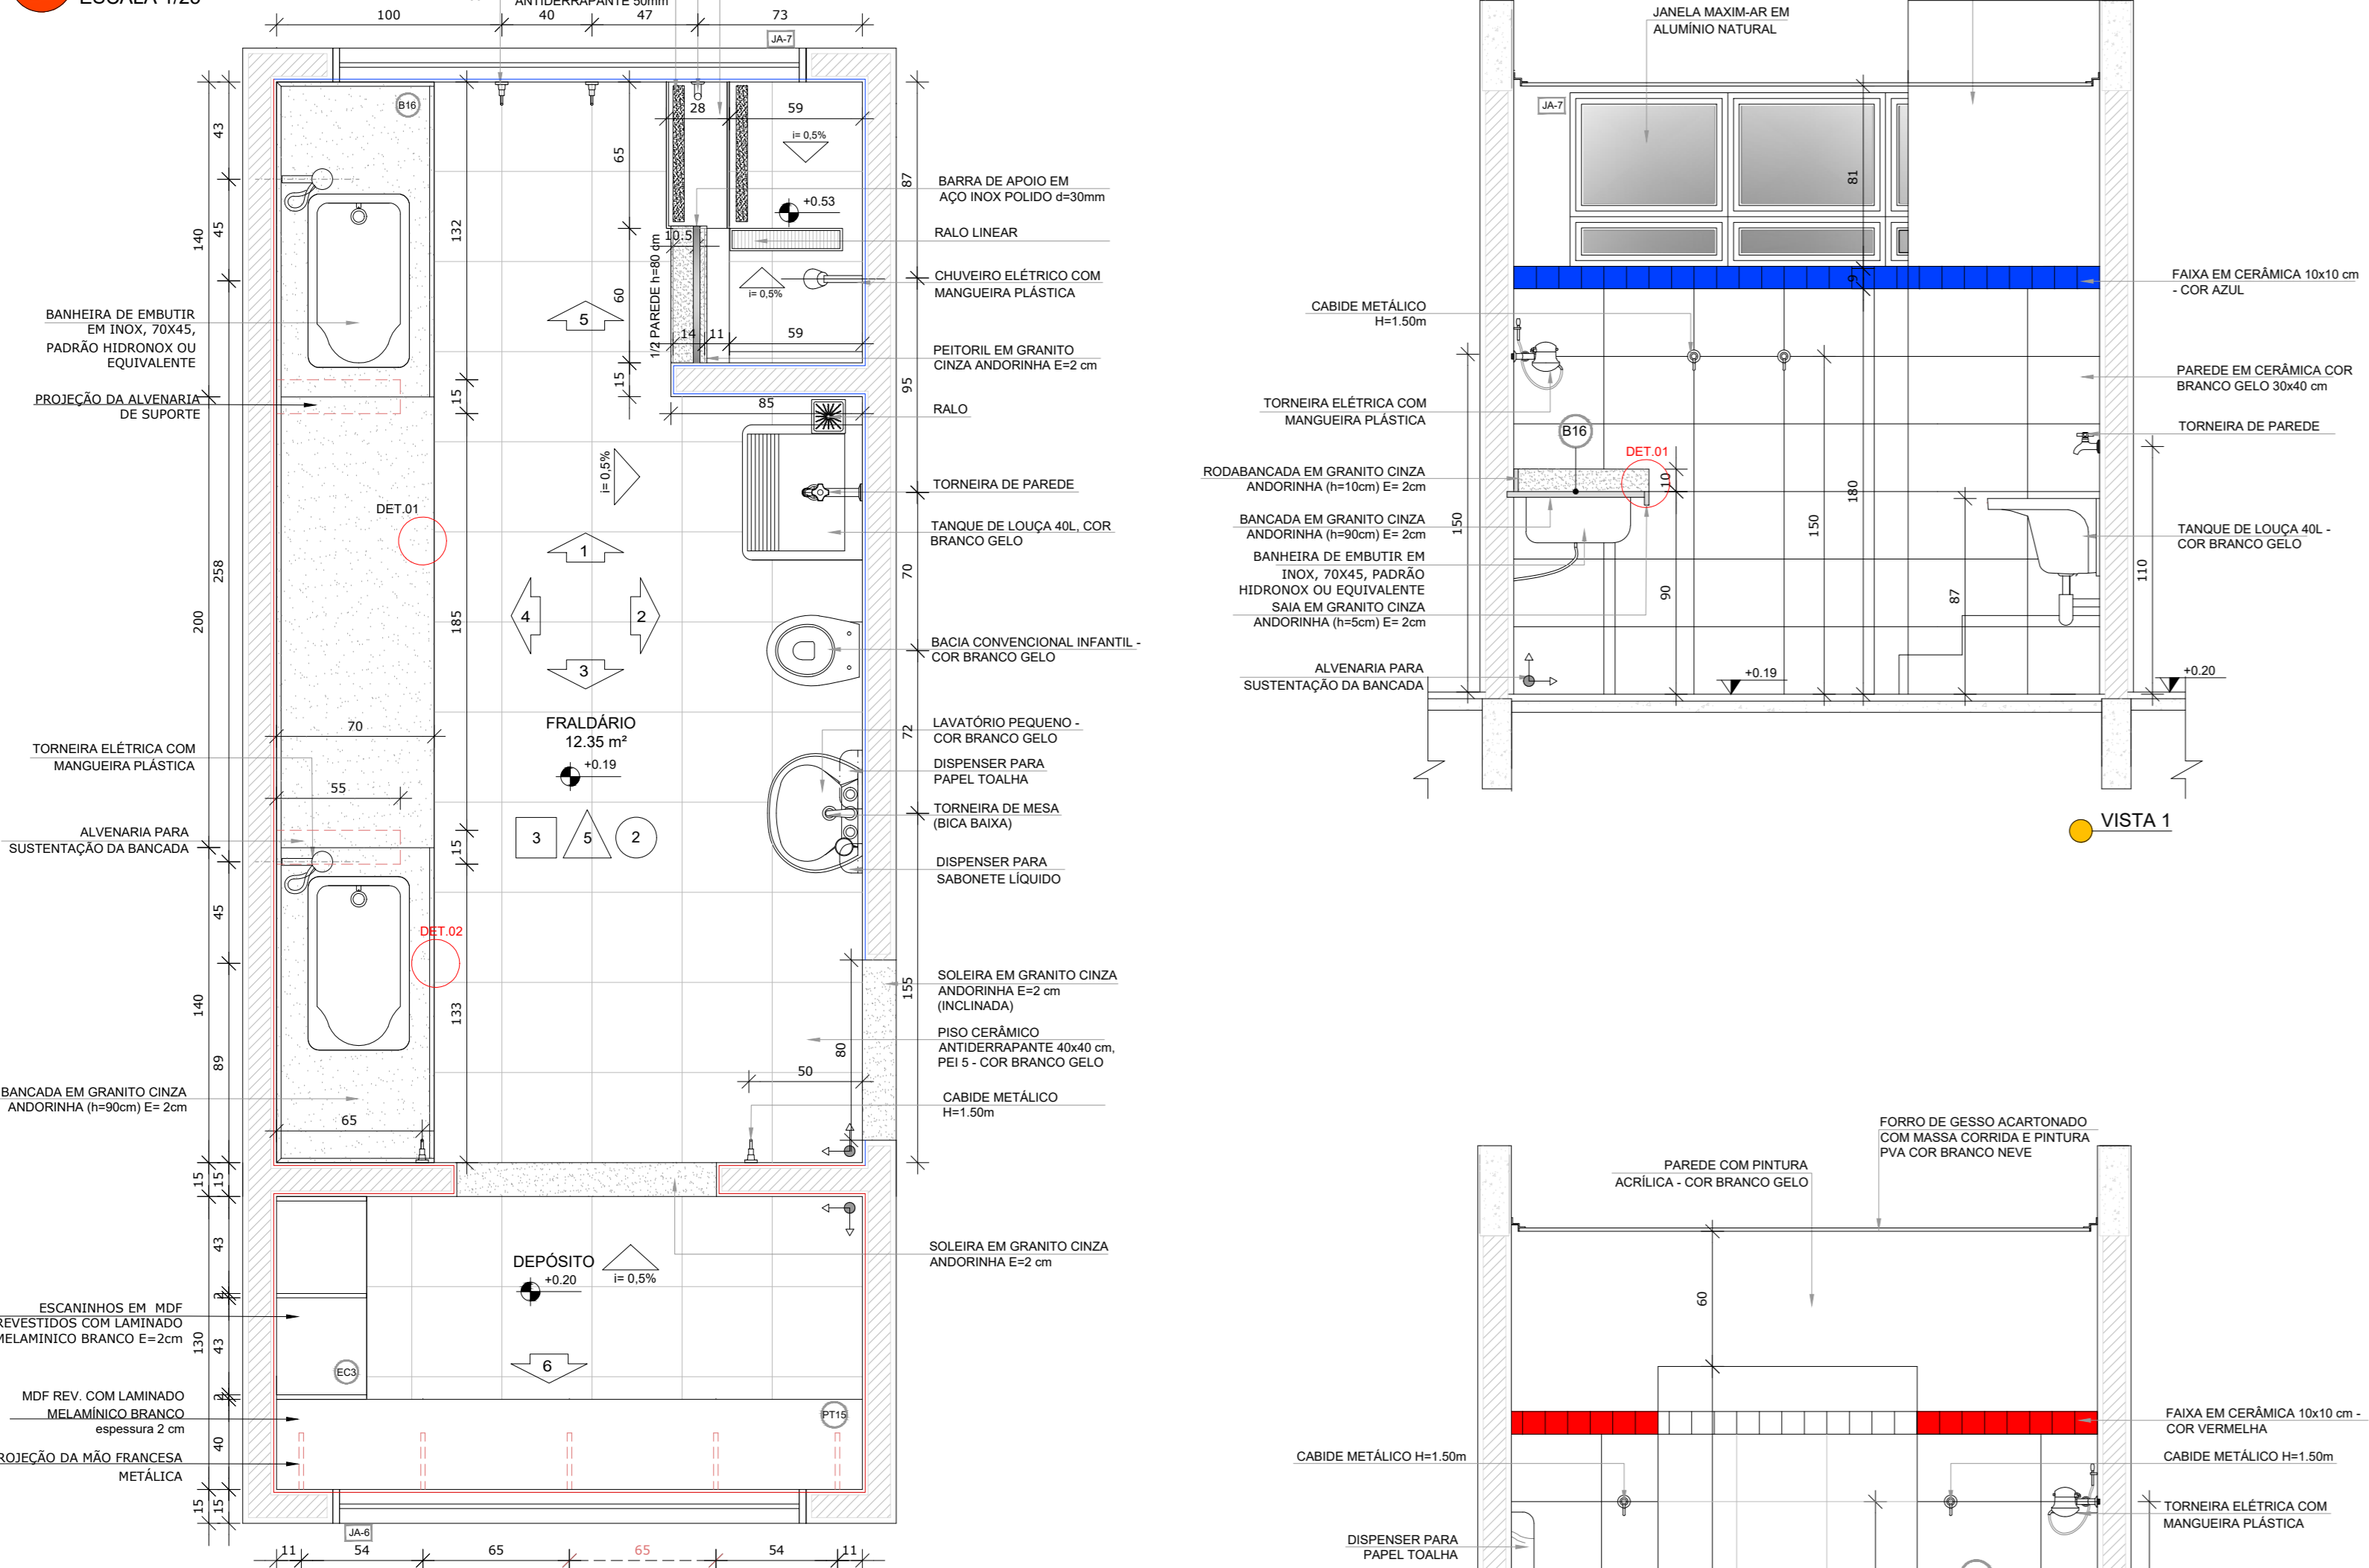 ESCALA 1/25
ANTIDERRAPANTE 50mm
100
40
47
73
JA-7
B16
43
45
140
132
65
28
59
i= 0,5%
87
+0.53
BARRA DE APOIO EM
AÇO INOX POLIDO d=30mm
RALO LINEAR
10.5
1/2 PAREDE h=80 cm
60
i= 0,5%
CHUVEIRO ELÉTRICO COM
MANGUEIRA PLÁSTICA
5
14
11
59
BANHEIRA DE EMBUTIR
EM INOX, 70X45,
PADRÃO HIDRONOX OU
EQUIVALENTE
PEITORIL EM GRANITO
CINZA ANDORINHA E=2 cm
15
15
95
PROJEÇÃO DA ALVENARIA
DE SUPORTE
85
RALO
i= 0,5%
TORNEIRA DE PAREDE
DET.01
TANQUE DE LOUÇA 40L, COR
BRANCO GELO
1
258
70
4
2
200
185
3
BACIA CONVENCIONAL INFANTIL -
COR BRANCO GELO
FRALDÁRIO
12.35 m²
+0.19
70
72
LAVATÓRIO PEQUENO -
COR BRANCO GELO
TORNEIRA ELÉTRICA COM
MANGUEIRA PLÁSTICA
DISPENSER PARA
PAPEL TOALHA
55
TORNEIRA DE MESA
(BICA BAIXA)
ALVENARIA PARA
SUSTENTAÇÃO DA BANCADA
3
5
2
15
DISPENSER PARA
SABONETE LÍQUIDO
45
DET.02
140
133
155
SOLEIRA EM GRANITO CINZA
ANDORINHA E=2 cm
(INCLINADA)
89
80
PISO CERÂMICO
ANTIDERRAPANTE 40x40 cm,
PEI 5 - COR BRANCO GELO
50
BANCADA EM GRANITO CINZA
ANDORINHA (h=90cm) E= 2cm
CABIDE METÁLICO
H=1.50m
65
15
15
43
DEPÓSITO
+0.20
i= 0,5%
SOLEIRA EM GRANITO CINZA
ANDORINHA E=2 cm
2
ESCANINHOS EM MDF
REVESTIDOS COM LAMINADO
MELAMINICO BRANCO E=2cm
130
43
6
EC3
2
MDF REV. COM LAMINADO
MELAMÍNICO BRANCO
espessura 2 cm
PT15
40
PROJEÇÃO DA MÃO FRANCESA
METÁLICA
15
15
JA-6
11
54
65
65
54
11
JANELA MAXIM-AR EM
ALUMÍNIO NATURAL
JA-7
81
9
FAIXA EM CERÂMICA 10x10 cm
- COR AZUL
CABIDE METÁLICO
H=1.50m
PAREDE EM CERÂMICA COR
BRANCO GELO 30x40 cm
TORNEIRA ELÉTRICA COM
MANGUEIRA PLÁSTICA
TORNEIRA DE PAREDE
B16
DET.01
RODABANCADA EM GRANITO CINZA
ANDORINHA (h=10cm) E= 2cm
10
180
150
150
BANCADA EM GRANITO CINZA
ANDORINHA (h=90cm) E= 2cm
TANQUE DE LOUÇA 40L -
COR BRANCO GELO
BANHEIRA DE EMBUTIR EM
INOX, 70X45, PADRÃO
HIDRONOX OU EQUIVALENTE
110
90
87
SAIA EM GRANITO CINZA
ANDORINHA (h=5cm) E= 2cm
ALVENARIA PARA
SUSTENTAÇÃO DA BANCADA
+0.19
+0.20
VISTA 1
FORRO DE GESSO ACARTONADO
COM MASSA CORRIDA E PINTURA
PVA COR BRANCO NEVE
PAREDE COM PINTURA
ACRÍLICA - COR BRANCO GELO
60
FAIXA EM CERÂMICA 10x10 cm -
COR VERMELHA
CABIDE METÁLICO H=1.50m
CABIDE METÁLICO H=1.50m
TORNEIRA ELÉTRICA COM
MANGUEIRA PLÁSTICA
DISPENSER PARA
PAPEL TOALHA